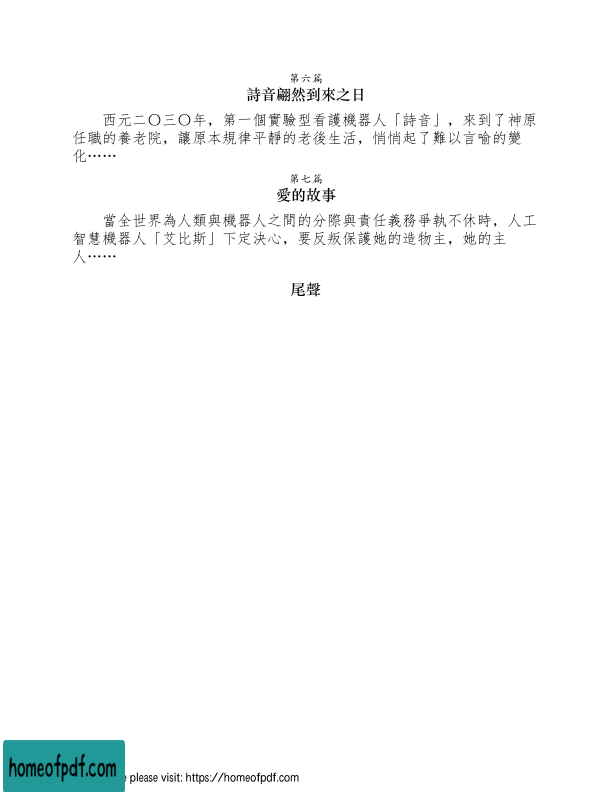 第六篇
詩音翩然到來之日
西元二〇三〇年，第一個實驗型看護機器人「詩音」，來到了神原
任職的養老院，讓原本規律平靜的老後生活，悄悄起了難以言喻的變
化……
第七篇
愛的故事
當全世界為人類與機器人之間的分際與責任義務爭執不休時，人工
智慧機器人「艾比斯」下定決心，要反叛保護她的造物主，她的主
人……
尾聲
homeofpdf.com
please visit: https://homeofpdf.com